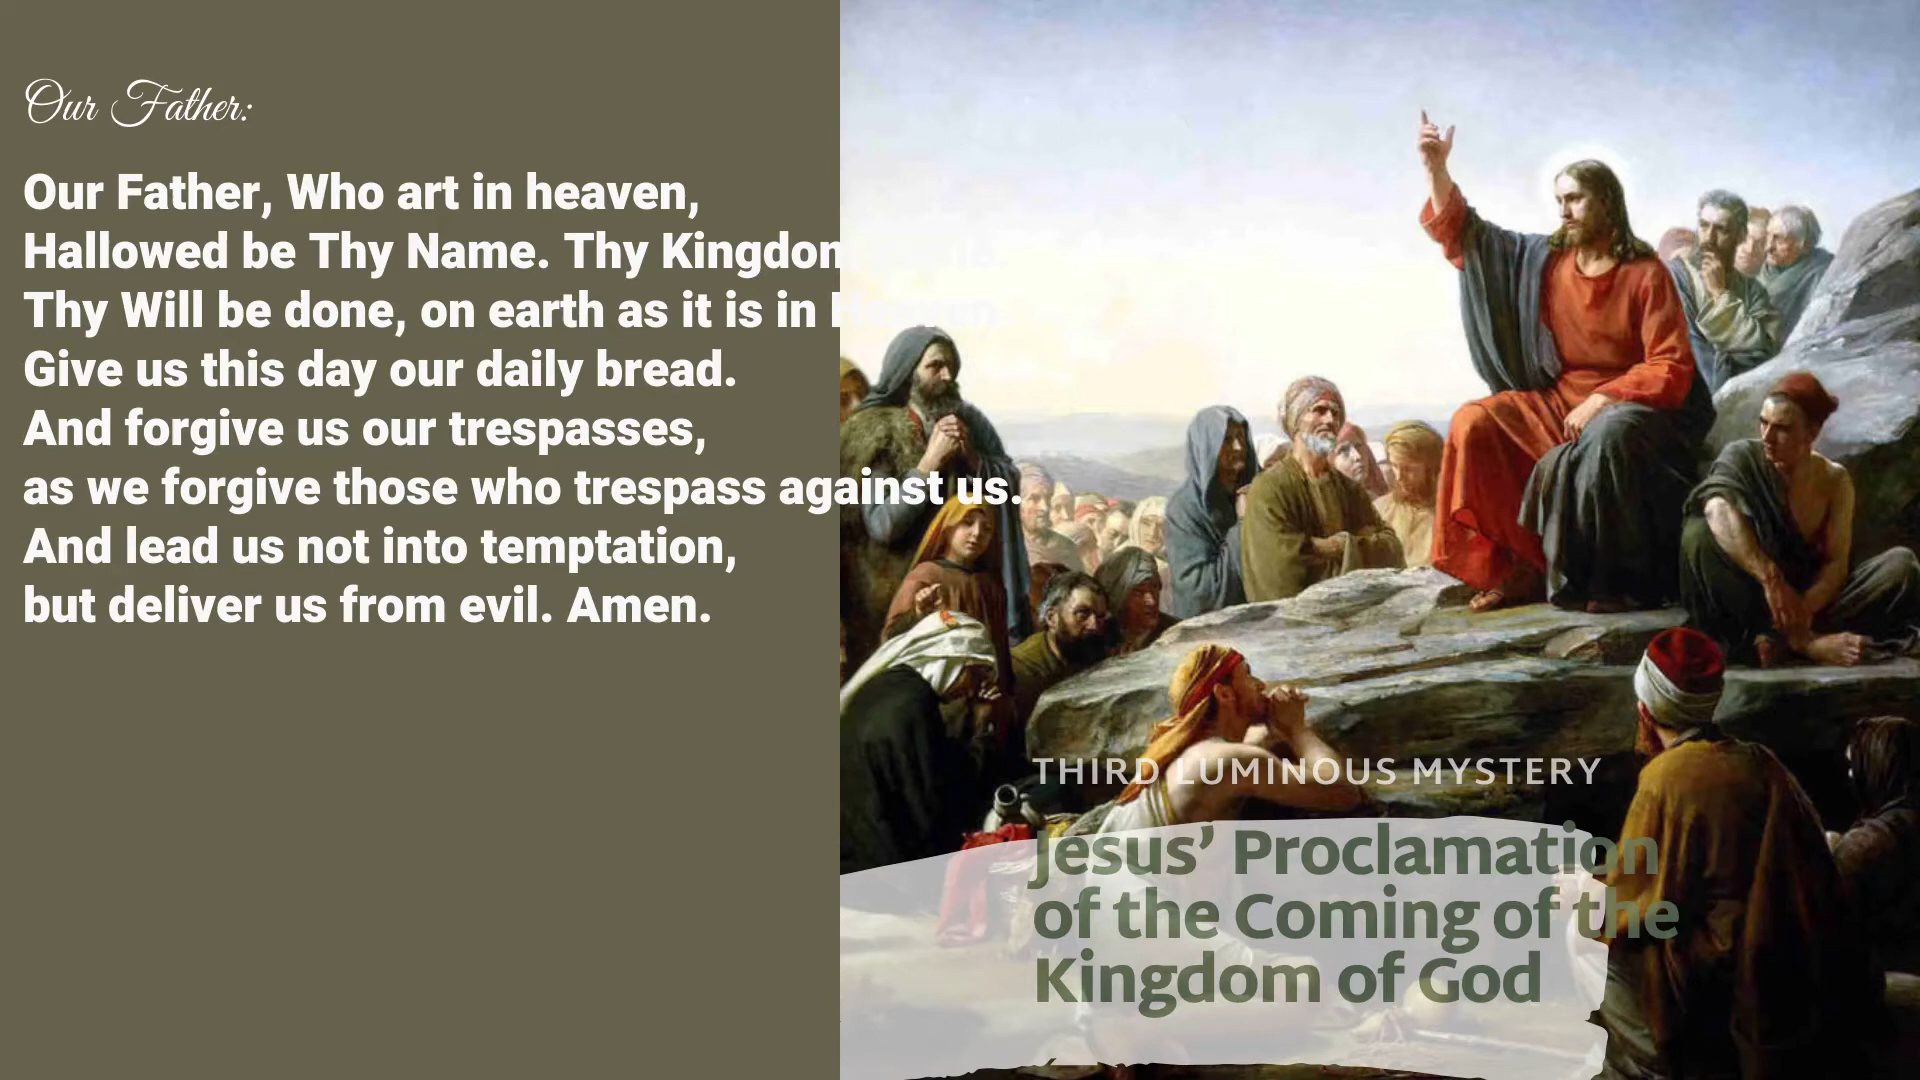 Our Father:
Our Father, Who art in heaven,
Hallowed be Thy Name. Thy Kingdom
Thy Will be done, on earth as it is in Heaven.
Give us this day our daily bread.
And forgive us our trespasses,
as we forgive those who trespass against us.
And lead us not into temptation,
but deliver us from evil. Amen.
THIRD LUMINOUS MYSTERY
Jesus’ Proclamation
of the Coming of the
Kingdom of God